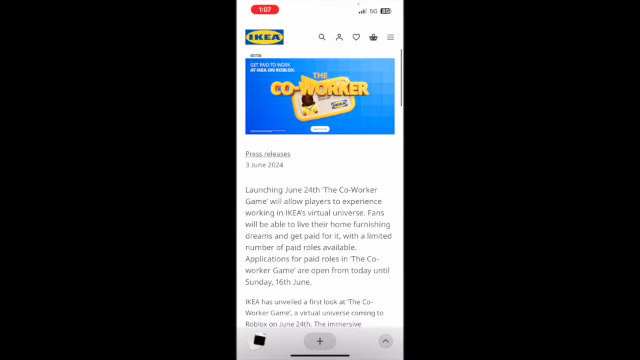 1:07
5G
IKEA
GET PAID TO WORK
AT IKEA ON ROBLOX.
THE
CO-WORKER
IKEA
Press releases
3 June 2024
Launching June 24th 'The Co-Worker
Game' will allow players to experience
working in IKEA's virtual universe. Fans
will be able to live their home furnishing
dreams and get paid for it, with a limited
number of paid roles available.
Applications for paid roles in 'The Co-
worker Game' are open from today until
Sunday, 16th June.
IKEA has unveiled a first look at 'The Co-
Worker Game', a virtual universe coming to
Roblox on June 24th. The immersive